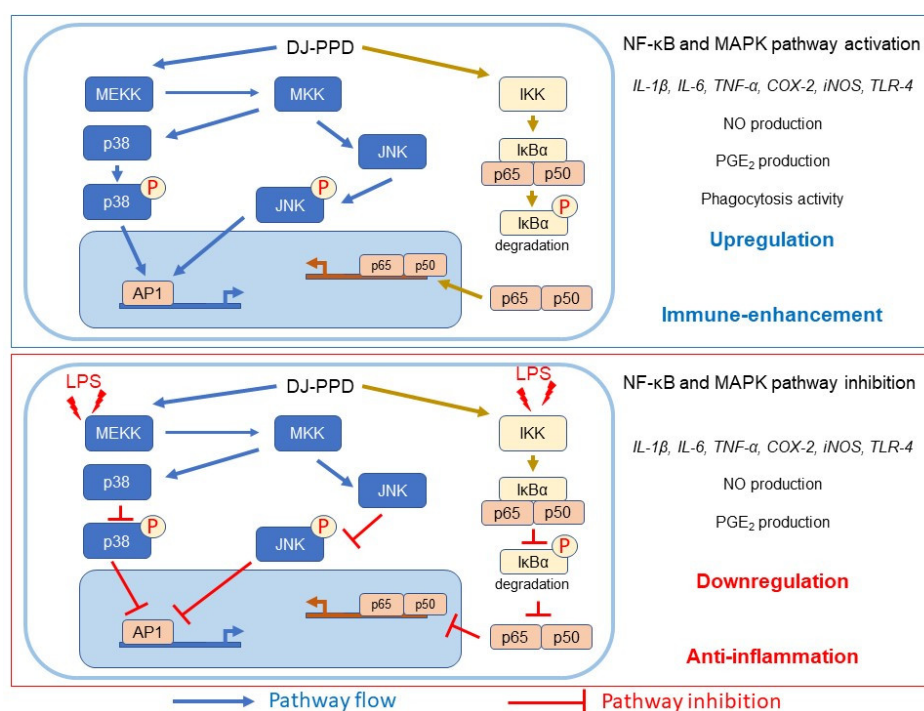 DJ-PPD
MEKK
MKK
IKK
p38
JNK
IκBα
p65 p50
p38 P
JNK P
IκBα P
degradation
p65 p50
AP1
p65 p50
NF-κB and MAPK pathway activation
IL-1β, IL-6, TNF-α, COX-2, iNOS, TLR-4
NO production
PGE₂ production
Phagocytosis activity
Upregulation
Immune-enhancement
LPS
DJ-PPD
LPS
MEKK
MKK
IKK
p38
JNK
IκBα
p65 p50
p38 P
JNK P
IκBα P
degradation
p65 p50
AP1
p65 p50
NF-κB and MAPK pathway inhibition
IL-1β, IL-6, TNF-α, COX-2, iNOS, TLR-4
NO production
PGE₂ production
Downregulation
Anti-inflammation
Pathway flow
Pathway inhibition